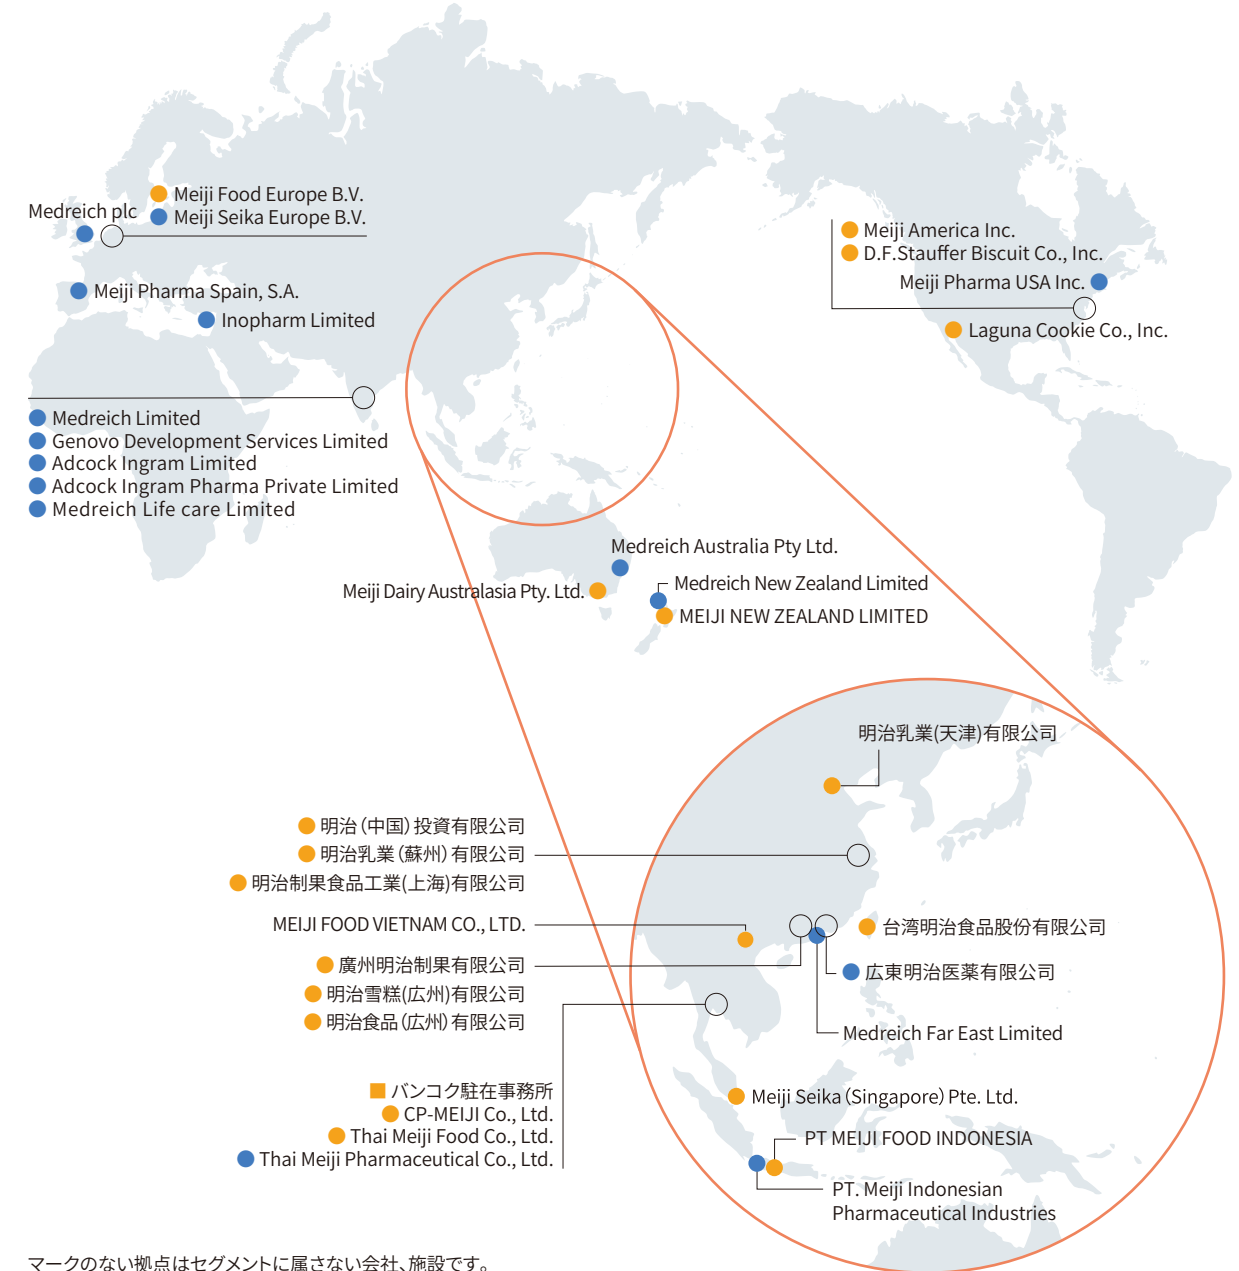 Meiji Food Europe B.V.
Medreich plc
Meiji Seika Europe B.V.
Meiji Pharma Spain, S.A.
Inopharm Limited
Medreich Limited
Genovo Development Services Limited
Adcock Ingram Limited
Adcock Ingram Pharma Private Limited
Medreich Life care Limited
Meiji America Inc.
D.F.Stauffer Biscuit Co., Inc.
Meiji Pharma USA Inc.
Laguna Cookie Co., Inc.
Medreich Australia Pty Ltd.
Meiji Dairy Australasia Pty. Ltd.
Medreich New Zealand Limited
MEIJI NEW ZEALAND LIMITED
明治乳業(天津)有限公司
明治（中国）投資有限公司
明治乳業（蘇州）有限公司
明治制果食品工業(上海)有限公司
MEIJI FOOD VIETNAM CO., LTD.
廣州明治制果有限公司
明治雪糕(広州)有限公司
明治食品（広州）有限公司
台湾明治食品股份有限公司
広東明治医薬有限公司
Medreich Far East Limited
バンコク駐在事務所
CP-MEIJI Co., Ltd.
Thai Meiji Food Co., Ltd.
Thai Meiji Pharmaceutical Co., Ltd.
Meiji Seika（Singapore）Pte. Ltd.
PT MEIJI FOOD INDONESIA
PT. Meiji Indonesian
Pharmaceutical Industries
マークのない拠点はセグメントに属さない会社、施設です。